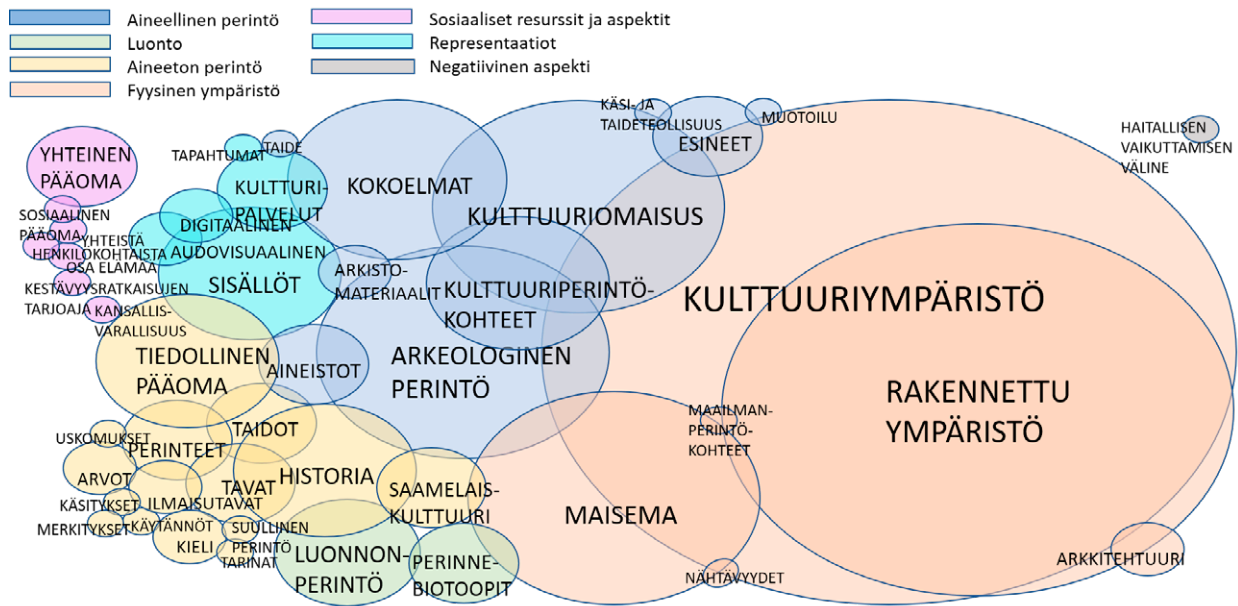 Aineellinen perintö
Luonto
Aineeton perintö
Fyysinen ympäristö
Sosiaaliset resurssit ja aspektit
Representaatiot
Negatiivinen aspekti
YHTEINEN
PÄÄOMA
SOSIAALINEN
PÄÄOMA
YHTEISTÄ
HENKILÖKOHTAISTA
OSA ELÄMÄÄ
KESTÄVYYSRATKAISUJEN
TARJOAJA
KANSALLIS-
VARALLISUUS
TAPAHTUMAT
TAIDE
KULTTURI-
PALVELUT
DIGITAALINEN
AUDOVISUAALINEN
SISÄLLÖT
KOKOELMAT
ARKISTO-
MATERIAALIT
KÄSI- JA
TAIDETEOLLISUUS
ESINEET
MUOTOILU
KULTTUURIOMAISUS
KULTTUURIPERINTÖ-
KOHTEET
HAITALLISEN
VAIKUTTAMISEN
VÄLINE
KULTTUURIYMPÄRISTÖ
RAKENNETTU
YMPÄRISTÖ
TIEDOLLINEN
PÄÄOMA
AINEISTOT
ARKEOLOGINEN
PERINTÖ
MAAILMAN-
PERINTÖ-
KOHTEET
USKOMUKSET
PERINTEET
TAIDOT
ARVOT
ILMAISUTAVAT
TAVAT
HISTORIA
SAAMELAIS-
KULTTUURI
KÄSITYKSET
MERKITYKSET
KÄYTÄNNÖT
KIELI
SUULLINEN
PERINTÖ
TARINAT
LUONNON-
PERINTÖ
PERINNE-
BIOTOOPIT
MAISEMA
NÄHTÄVYYDET
ARKKITEHTUURI